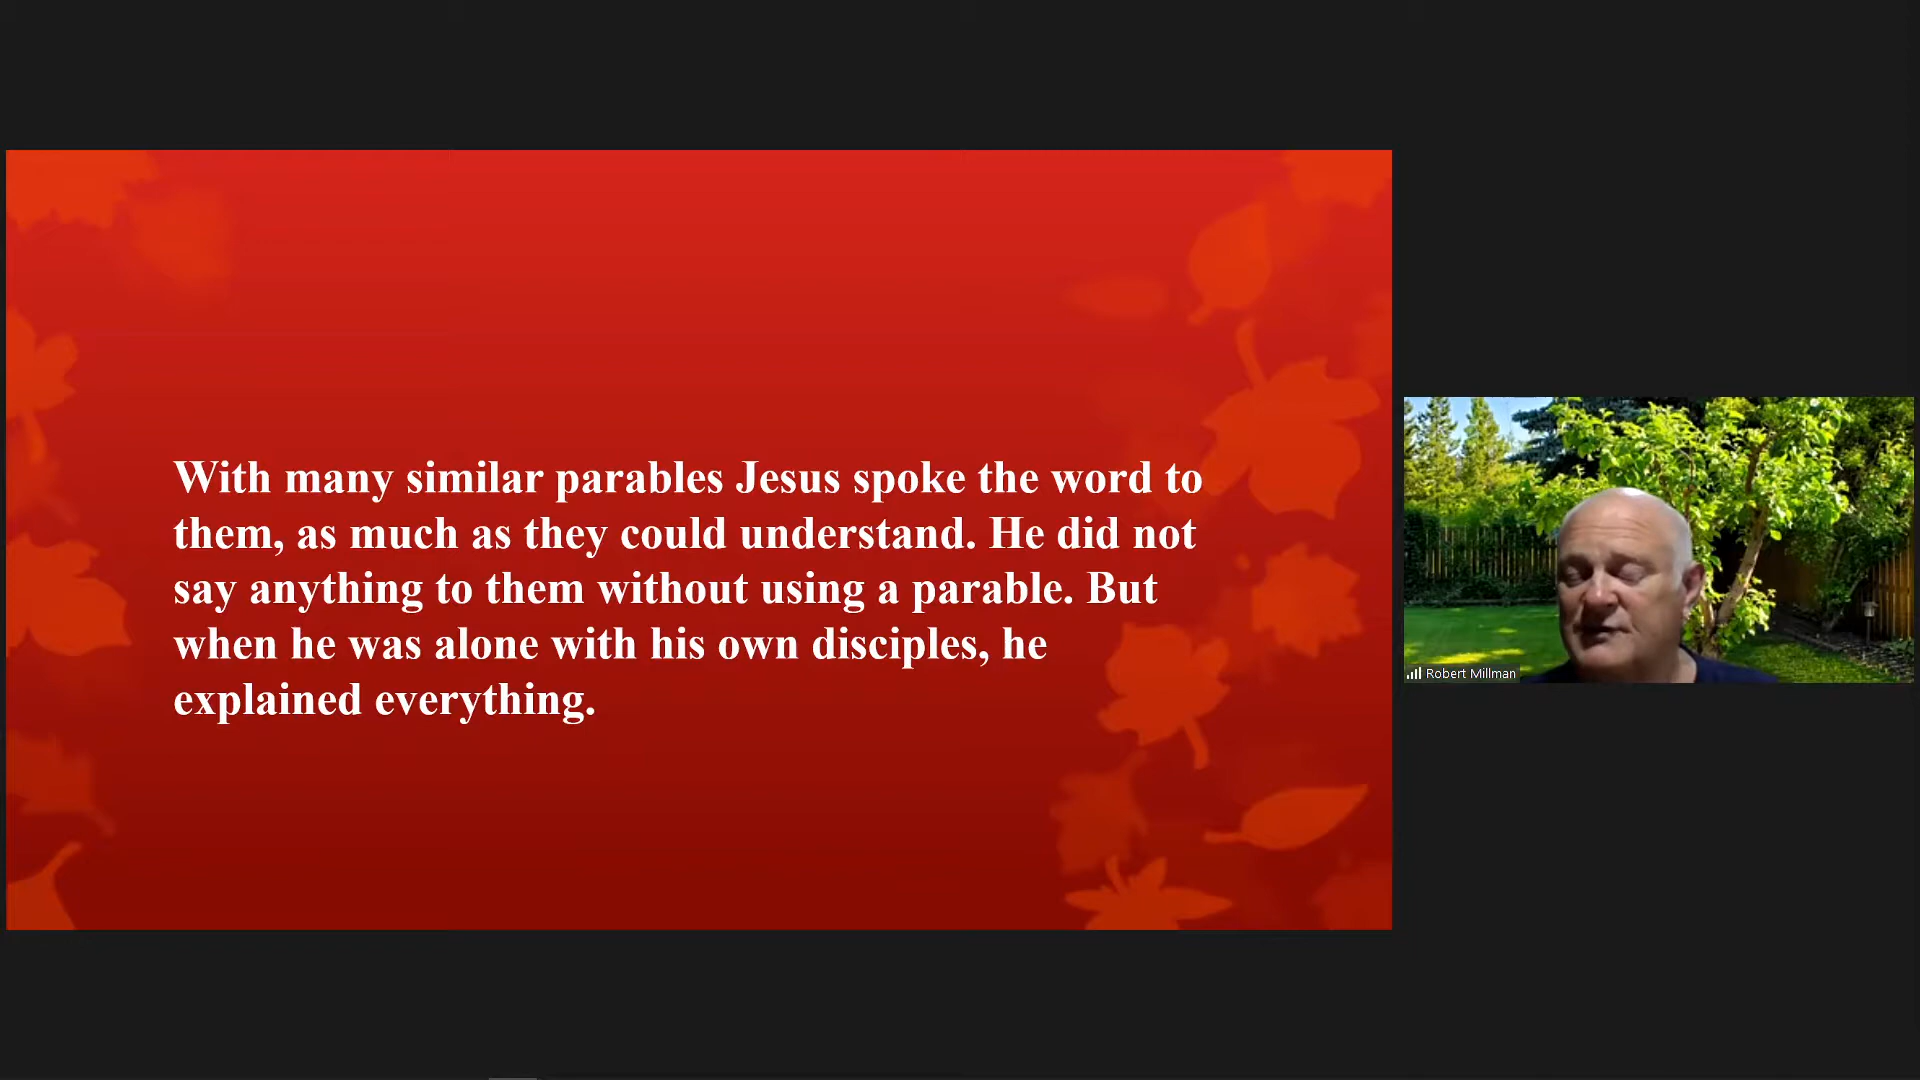 With many similar parables Jesus spoke the word to
them, as much as they could understand. He did not
say anything to them without using a parable. But
when he was alone with his own disciples, he
explained everything.
Robert Millman